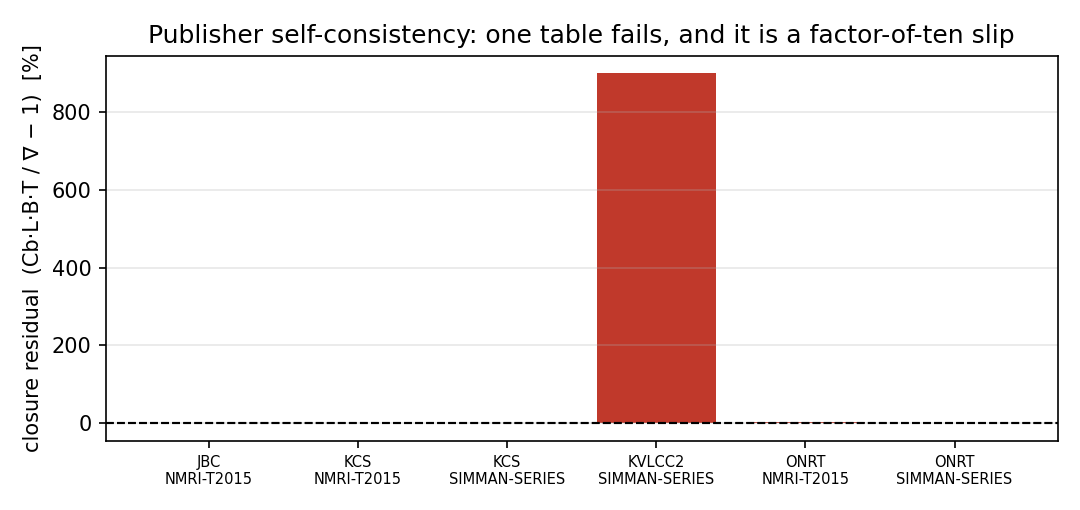 Publisher self-consistency: one table fails, and it is a factor-of-ten slip
closure residual (Cb·L·B·T / ∇ − 1) [%]
800
600
400
200
0
JBC
NMRI-T2015
KCS
NMRI-T2015
KCS
SIMMAN-SERIES
KVLCC2
SIMMAN-SERIES
ONRT
NMRI-T2015
ONRT
SIMMAN-SERIES